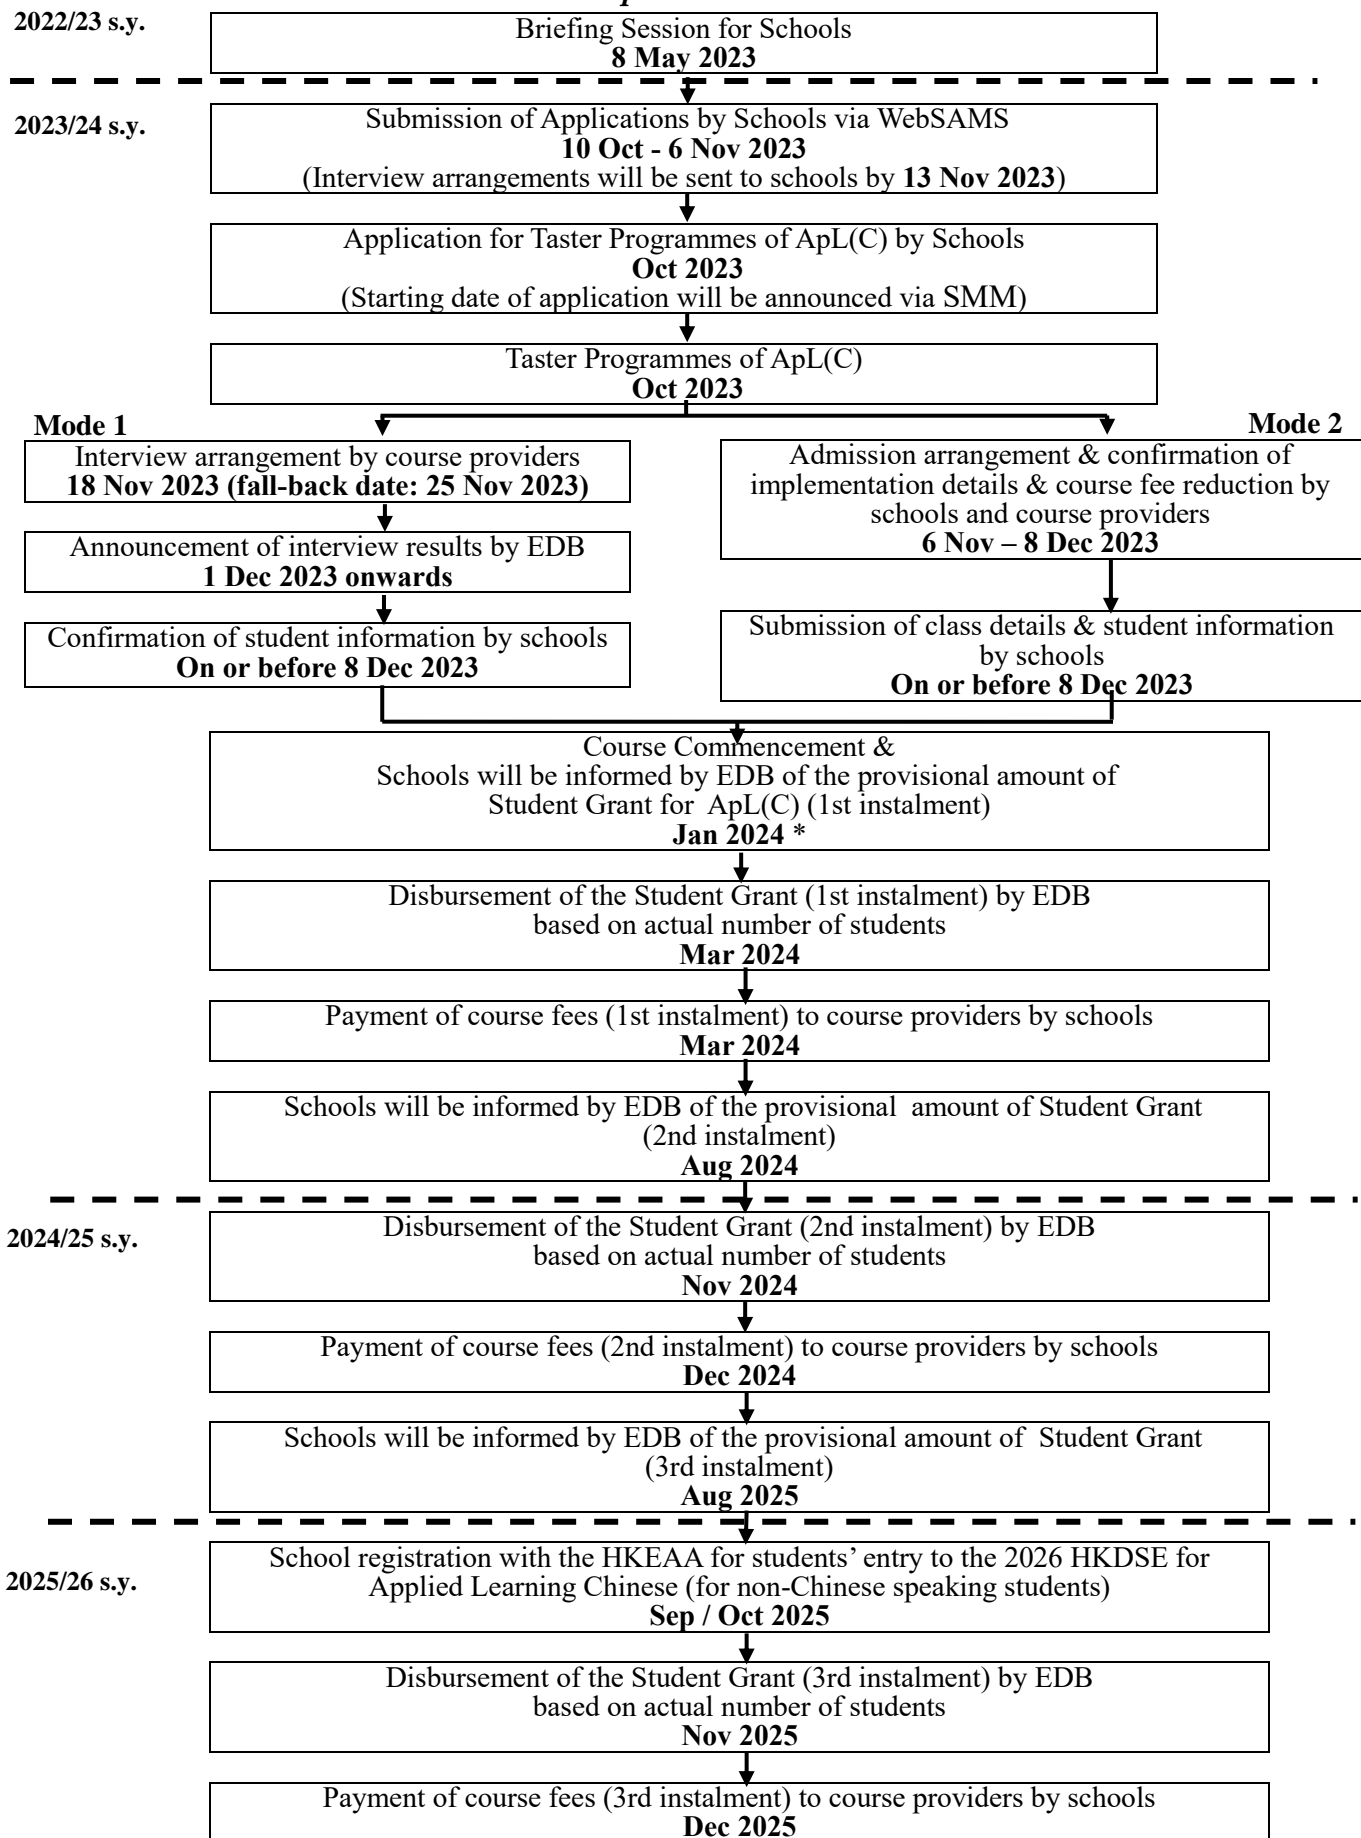 2022/23 s.y.
Briefing Session for Schools
8 May 2023
2023/24 s.y.
Submission of Applications by Schools via WebSAMS
10 Oct - 6 Nov 2023
(Interview arrangements will be sent to schools by 13 Nov 2023)
Application for Taster Programmes of ApL(C) by Schools
Oct 2023
(Starting date of application will be announced via SMM)
Taster Programmes of ApL(C)
Oct 2023
Mode 1
Interview arrangement by course providers
18 Nov 2023 (fall-back date: 25 Nov 2023)
Announcement of interview results by EDB
1 Dec 2023 onwards
Confirmation of student information by schools
On or before 8 Dec 2023
Mode 2
Admission arrangement & confirmation of
implementation details & course fee reduction by
schools and course providers
6 Nov – 8 Dec 2023
Submission of class details & student information
by schools
On or before 8 Dec 2023
Course Commencement &
Schools will be informed by EDB of the provisional amount of
Student Grant for ApL(C) (1st instalment)
Jan 2024 *
Disbursement of the Student Grant (1st instalment) by EDB
based on actual number of students
Mar 2024
Payment of course fees (1st instalment) to course providers by schools
Mar 2024
Schools will be informed by EDB of the provisional amount of Student Grant
(2nd instalment)
Aug 2024
2024/25 s.y.
Disbursement of the Student Grant (2nd instalment) by EDB
based on actual number of students
Nov 2024
Payment of course fees (2nd instalment) to course providers by schools
Dec 2024
Schools will be informed by EDB of the provisional amount of Student Grant
(3rd instalment)
Aug 2025
2025/26 s.y.
School registration with the HKEAA for students’ entry to the 2026 HKDSE for
Applied Learning Chinese (for non-Chinese speaking students)
Sep / Oct 2025
Disbursement of the Student Grant (3rd instalment) by EDB
based on actual number of students
Nov 2025
Payment of course fees (3rd instalment) to course providers by schools
Dec 2025